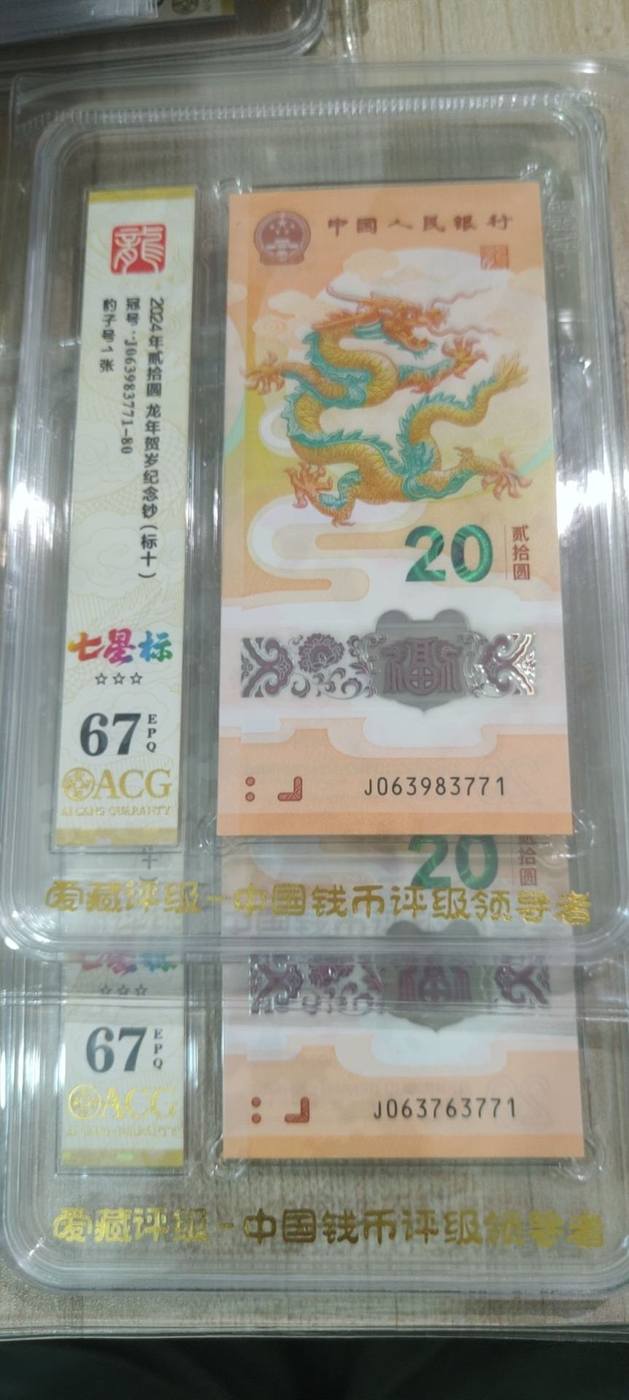 龍
2024年贰拾圆 龙年贺岁纪念钞(标十)
冠号:J063983771-80
豹子号1张
七星标
☆☆☆
67
EPQ
ACG
中国人民银行
20
贰拾圆
福
J063983771
爱藏评级-中国钱币评级领导者
20
贰拾圆
☆☆☆
67
EPQ
ACG
J063763771
爱藏评级-中国钱币评级领导者